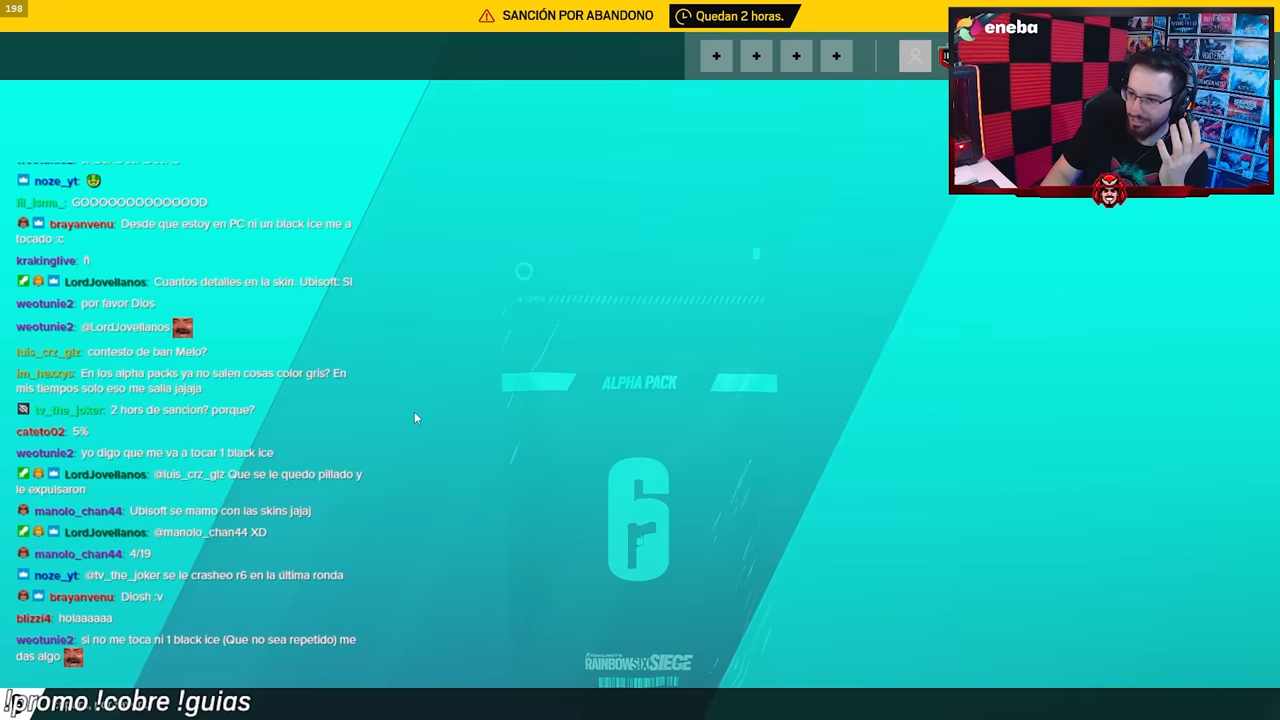 198
SANCIÓN POR ABANDONO
Quedan 2 horas.
eneba
noze_yt:
fil_isma_: GOOOOOOOOOOOOOOD
brayanvenu: Desde que estoy en PC ni un black ice me a
tocado :c
krakinglive: ñ
LordJovellanos: Cuantos detalles en la skin. Ubisoft: SI
weotunie2: por favor Dios
weotunie2: @LordJovellanos
luis_crz_glz: contesto de ban Melo?
im_hexxys: En los alpha packs ya no salen cosas color gris? En
mis tiempos solo eso me salia jajaja
tv_the_joker: 2 hors de sancion? porque?
cateto02: 5%
weotunie2: yo digo que me va a tocar 1 black ice
LordJovellanos: @luis_crz_glz Que se le quedo pillado y
le expulsaron
manolo_chan44: Ubisoft se mamo con las skins jajaj
LordJovellanos: @manolo_chan44 XD
manolo_chan44: 4/19
noze_yt: @tv_the_joker se le crasheo r6 en la última ronda
brayanvenu: Diosh :v
blizzi4: holaaaaaa
weotunie2: si no me toca ni 1 black ice (Que no sea repetido) me
das algo
OPEN
ALPHA PACK
6
RAINBOWSIXSIEGE
!promo !cobre !guias